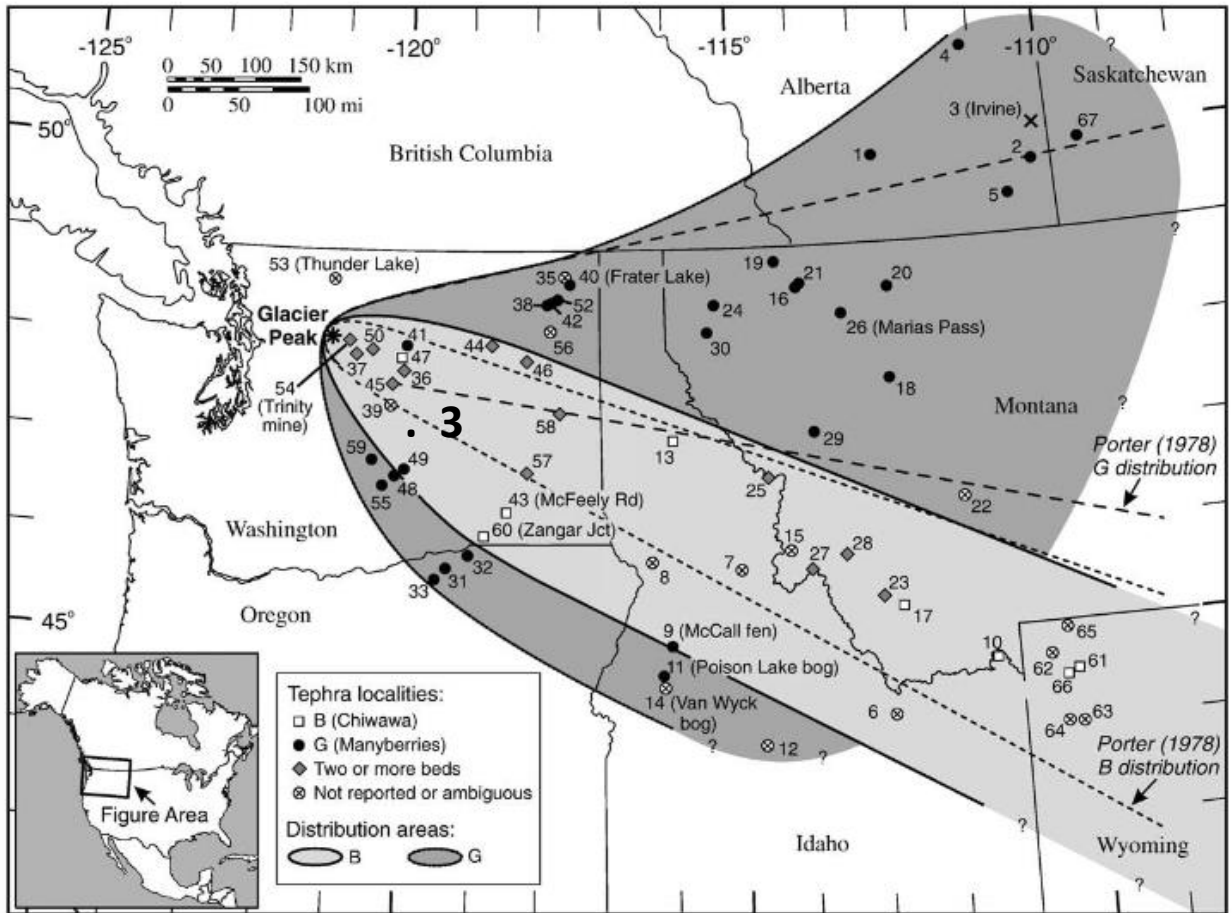 -125°
-120°
-115°
-110°
0 50 100 150 km
0 50 100 mi
50°
45°
Alberta
Saskatchewan
British Columbia
Washington
Oregon
Idaho
Montana
Wyoming
4
3 (Irvine)
67
1
2
5
53 (Thunder Lake)
35
40 (Frater Lake)
19
21
20
16
38
52
42
24
26 (Marias Pass)
Glacier
Peak
56
30
50
41
44
47
37
46
36
18
54
(Trinity
mine)
45
39
. 3
58
29
13
59
49
57
48
55
25
22
Porter (1978)
G distribution
43 (McFeely Rd)
60 (Zangar Jct)
15
28
7
27
8
32
31
33
23
17
9 (McCall fen)
11 (Poison Lake bog)
14 (Van Wyck
bog)
10
65
62
61
66
6
64
63
12
Porter (1978)
B distribution
?
?
?
?
?
?
?
?
?
Tephra localities:
B (Chiwawa)
G (Manyberries)
Two or more beds
Not reported or ambiguous
Distribution areas:
B
G
Figure Area